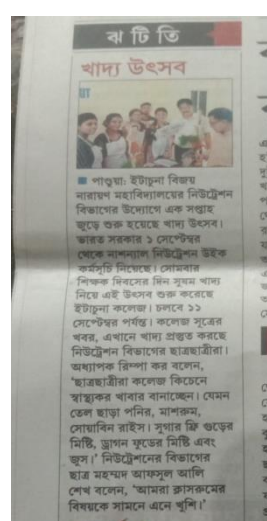 ঝ টি তি
খাদ্য উৎসব
■ পাণ্ডুয়া: ইটাচুনা বিজয়
নারায়ণ মহাবিদ্যালয়ের নিউট্রেশন
বিভাগের উদ্যোগে এক সপ্তাহ
জুড়ে শুরু হয়েছে খাদ্য উৎসব।
ভারত সরকার ১ সেপ্টেম্বর
থেকে নাশন্যাল নিউট্রিশন উইক
কর্মসূচি নিয়েছে। সোমবার
শিক্ষক দিবসের দিন সুষম খাদ্য
নিয়ে এই উৎসব শুরু করেছে
ইটাচুনা কলেজ। চলবে ১১
সেপ্টেম্বর পর্যন্ত। কলেজ সূত্রের
খবর, এখানে খাদ্য প্রস্তুত করছে
নিউট্রেশন বিভাগের ছাত্রছাত্রীরা।
অধ্যাপক রিম্পা কর বলেন,
'ছাত্রছাত্রীরা কলেজ কিচেনে
স্বাস্থ্যকর খাবার বানাচ্ছেন। যেমন
তেল ছাড়া পনির, মাশরুম,
সোয়াবিন রাইস। সুগার ফ্রি গুড়ের
মিষ্টি, ড্রাগন ফুডের মিষ্টি এবং
জুস।' নিউট্রেশনের বিভাগের
ছাত্র মহম্মদ আফসুল আলি
শেখ বলেন, 'আমরা ক্লাসরুমের
বিষয়কে সামনে এনে খুশি।'